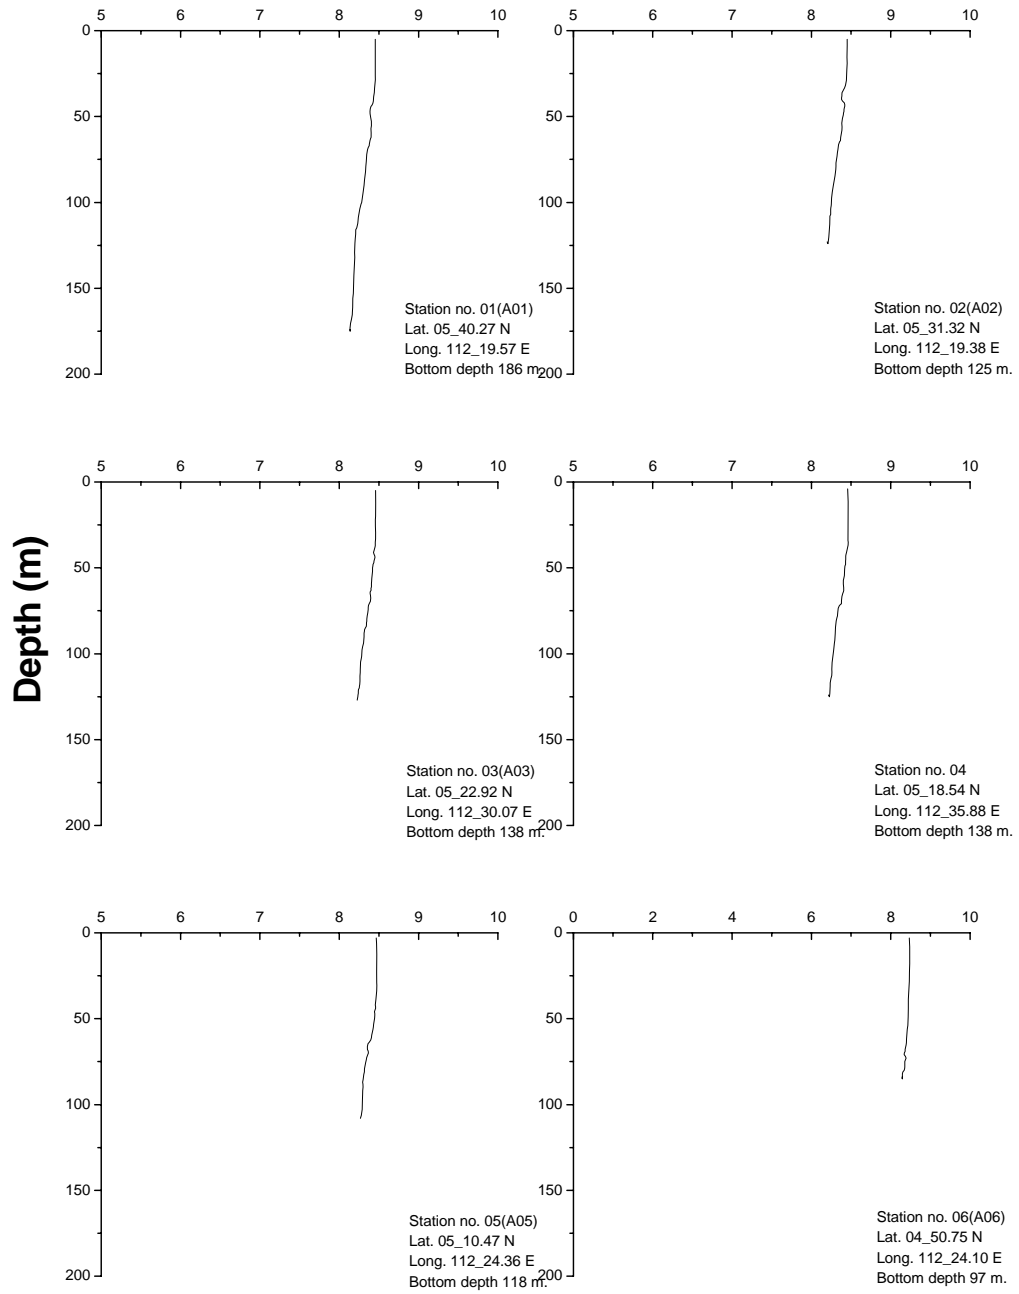 5 6 7 8 9 10
0
50
100
150
200
Station no. 01(A01)
Lat. 05_40.27 N
Long. 112_19.57 E
Bottom depth 186 m.
5 6 7 8 9 10
0
50
100
150
200
Station no. 02(A02)
Lat. 05_31.32 N
Long. 112_19.38 E
Bottom depth 125 m.
Depth (m)
5 6 7 8 9 10
0
50
100
150
200
Station no. 03(A03)
Lat. 05_22.92 N
Long. 112_30.07 E
Bottom depth 138 m.
5 6 7 8 9 10
0
50
100
150
200
Station no. 04
Lat. 05_18.54 N
Long. 112_35.88 E
Bottom depth 138 m.
5 6 7 8 9 10
0
50
100
150
200
Station no. 05(A05)
Lat. 05_10.47 N
Long. 112_24.36 E
Bottom depth 118 m.
0 2 4 6 8 10
0
50
100
150
200
Station no. 06(A06)
Lat. 04_50.75 N
Long. 112_24.10 E
Bottom depth 97 m.